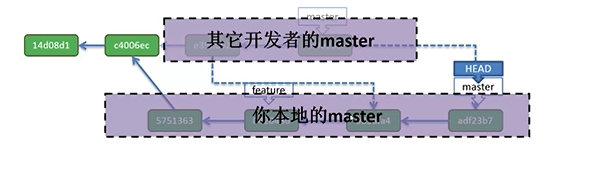 master
14d08d1
c4006ec
其它开发者的master
HEAD
feature
master
5751363
你本地的master
adf23b7